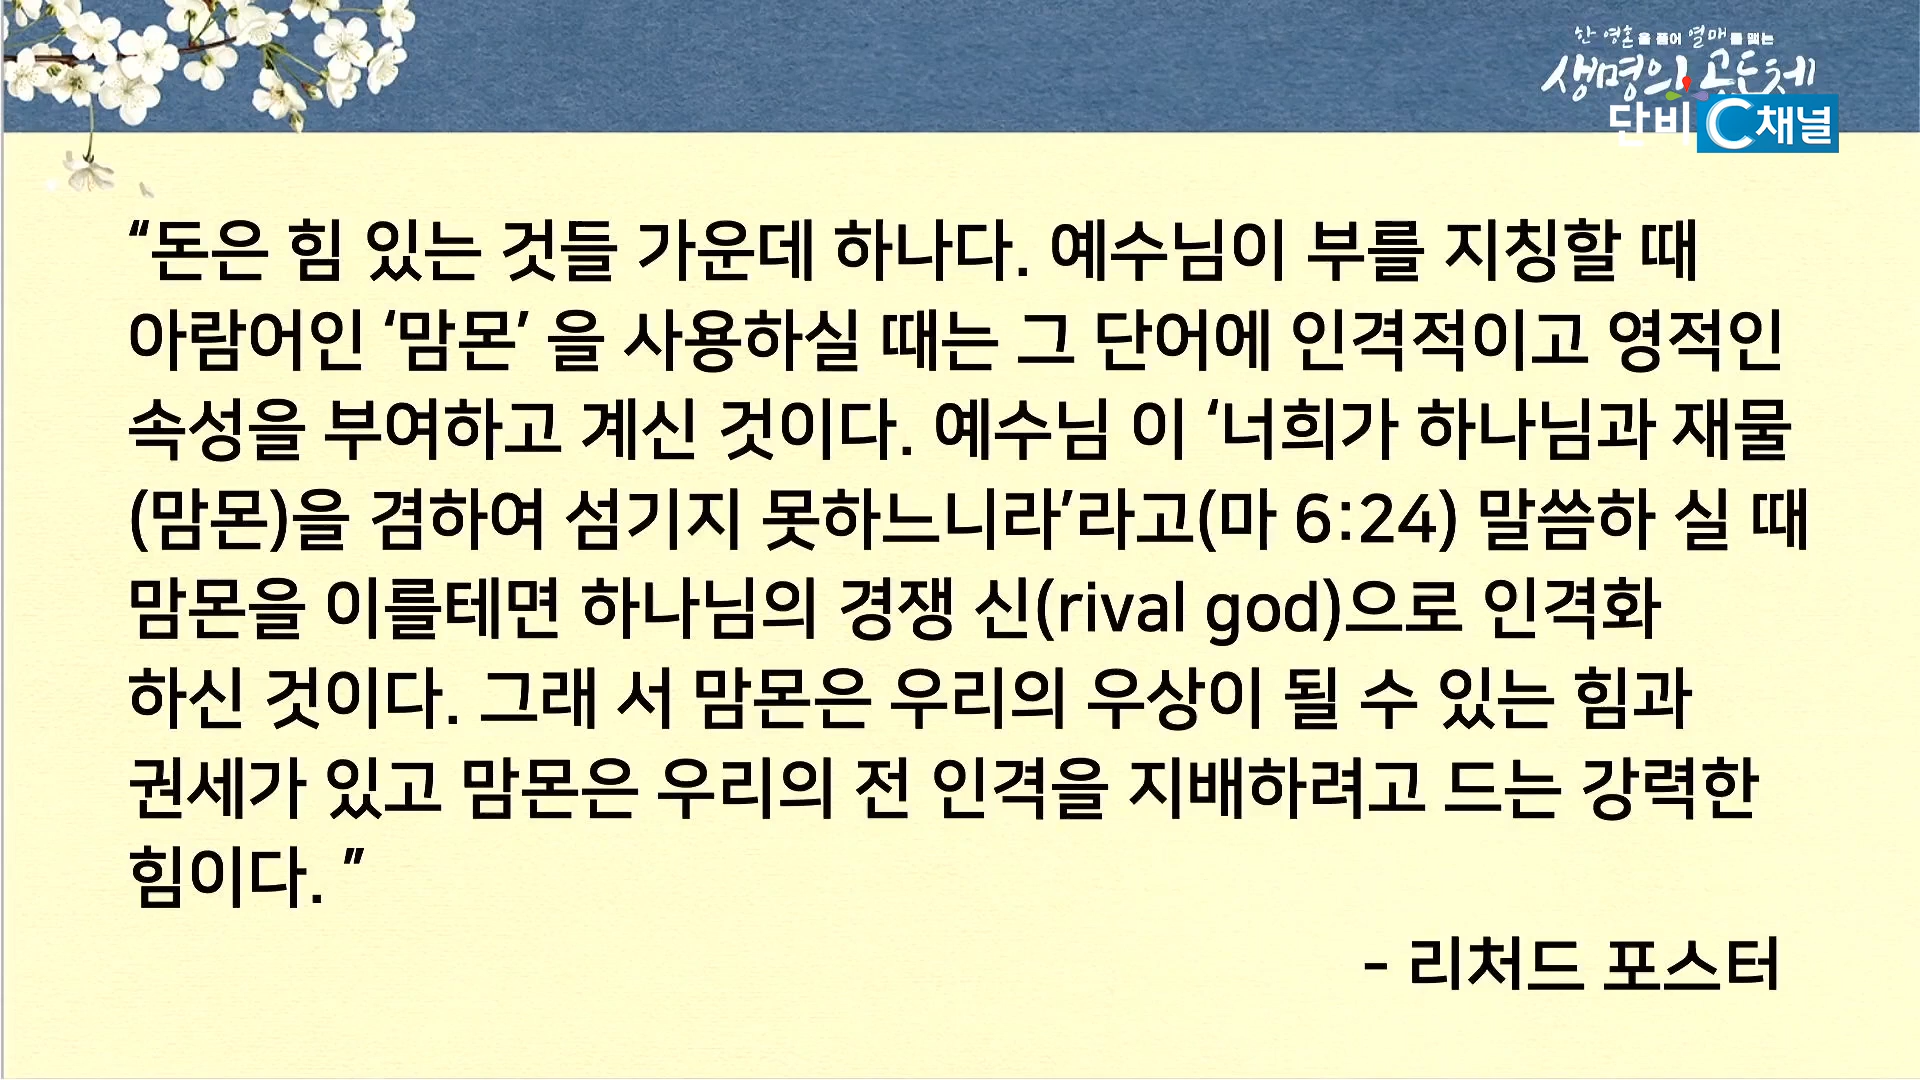 한 영혼을 품어 열매를 맺는
생명의 공동체
단비 C채널
“돈은 힘 있는 것들 가운데 하나다. 예수님이 부를 지칭할 때
아람어인 ‘맘몬’ 을 사용하실 때는 그 단어에 인격적이고 영적인
속성을 부여하고 계신 것이다. 예수님 이 ‘너희가 하나님과 재물
(맘몬)을 겸하여 섬기지 못하느니라’라고(마 6:24) 말씀하 실 때
맘몬을 이를테면 하나님의 경쟁 신(rival god)으로 인격화
하신 것이다. 그래 서 맘몬은 우리의 우상이 될 수 있는 힘과
권세가 있고 맘몬은 우리의 전 인격을 지배하려고 드는 강력한
힘이다. ”
- 리처드 포스터